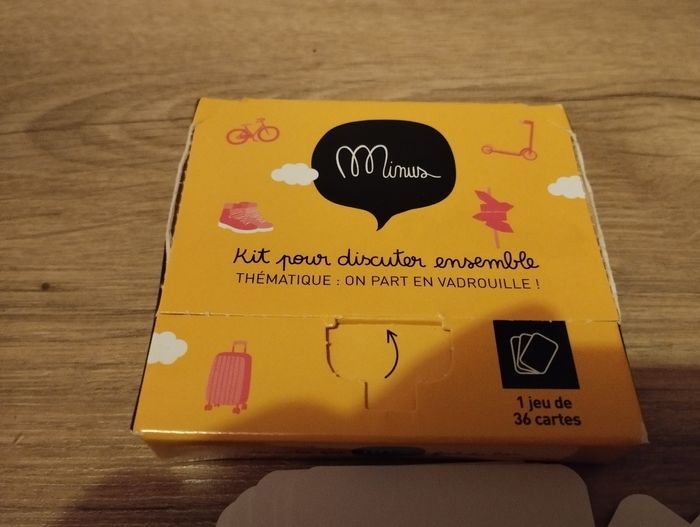 Minus
Kit pour discuter ensemble
THÉMATIQUE : ON PART EN VADROUILLE !
1 jeu de
36 cartes